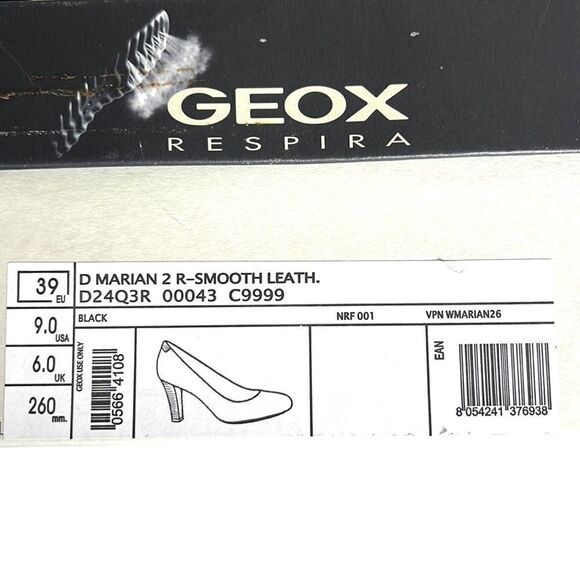 GEOX
RESPIRA
39 EU
D MARIAN 2 R-SMOOTH LEATH.
D24Q3R 00043 C9999
9.0 USA
BLACK
NRF 001
VPN WMARIAN26
6.0 UK
GEOX USE ONLY
0566 4108
EAN
260 mm.
8 054241 376938